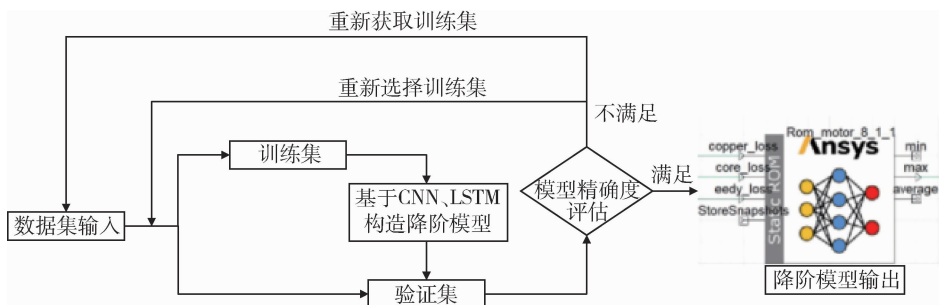 重新获取训练集
重新选择训练集
不满足
训练集
基于CNN、LSTM
构造降阶模型
数据集输入
验证集
模型精确度
评估
满足
Rom_motor_8_1_1
Ansys
copper_loss
core_loss
eedy_loss
StoreSnapshots
Static ROM
min
max
average
降阶模型输出